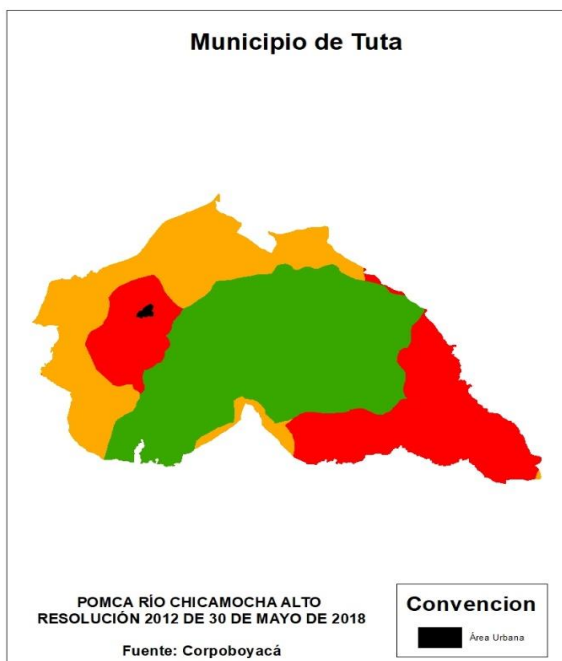 Municipio de Tuta
POMCA RÍO CHICAMOCHA ALTO
RESOLUCIÓN 2012 DE 30 DE MAYO DE 2018
Fuente: Corpoboyacá
Convencion
Área Urbana